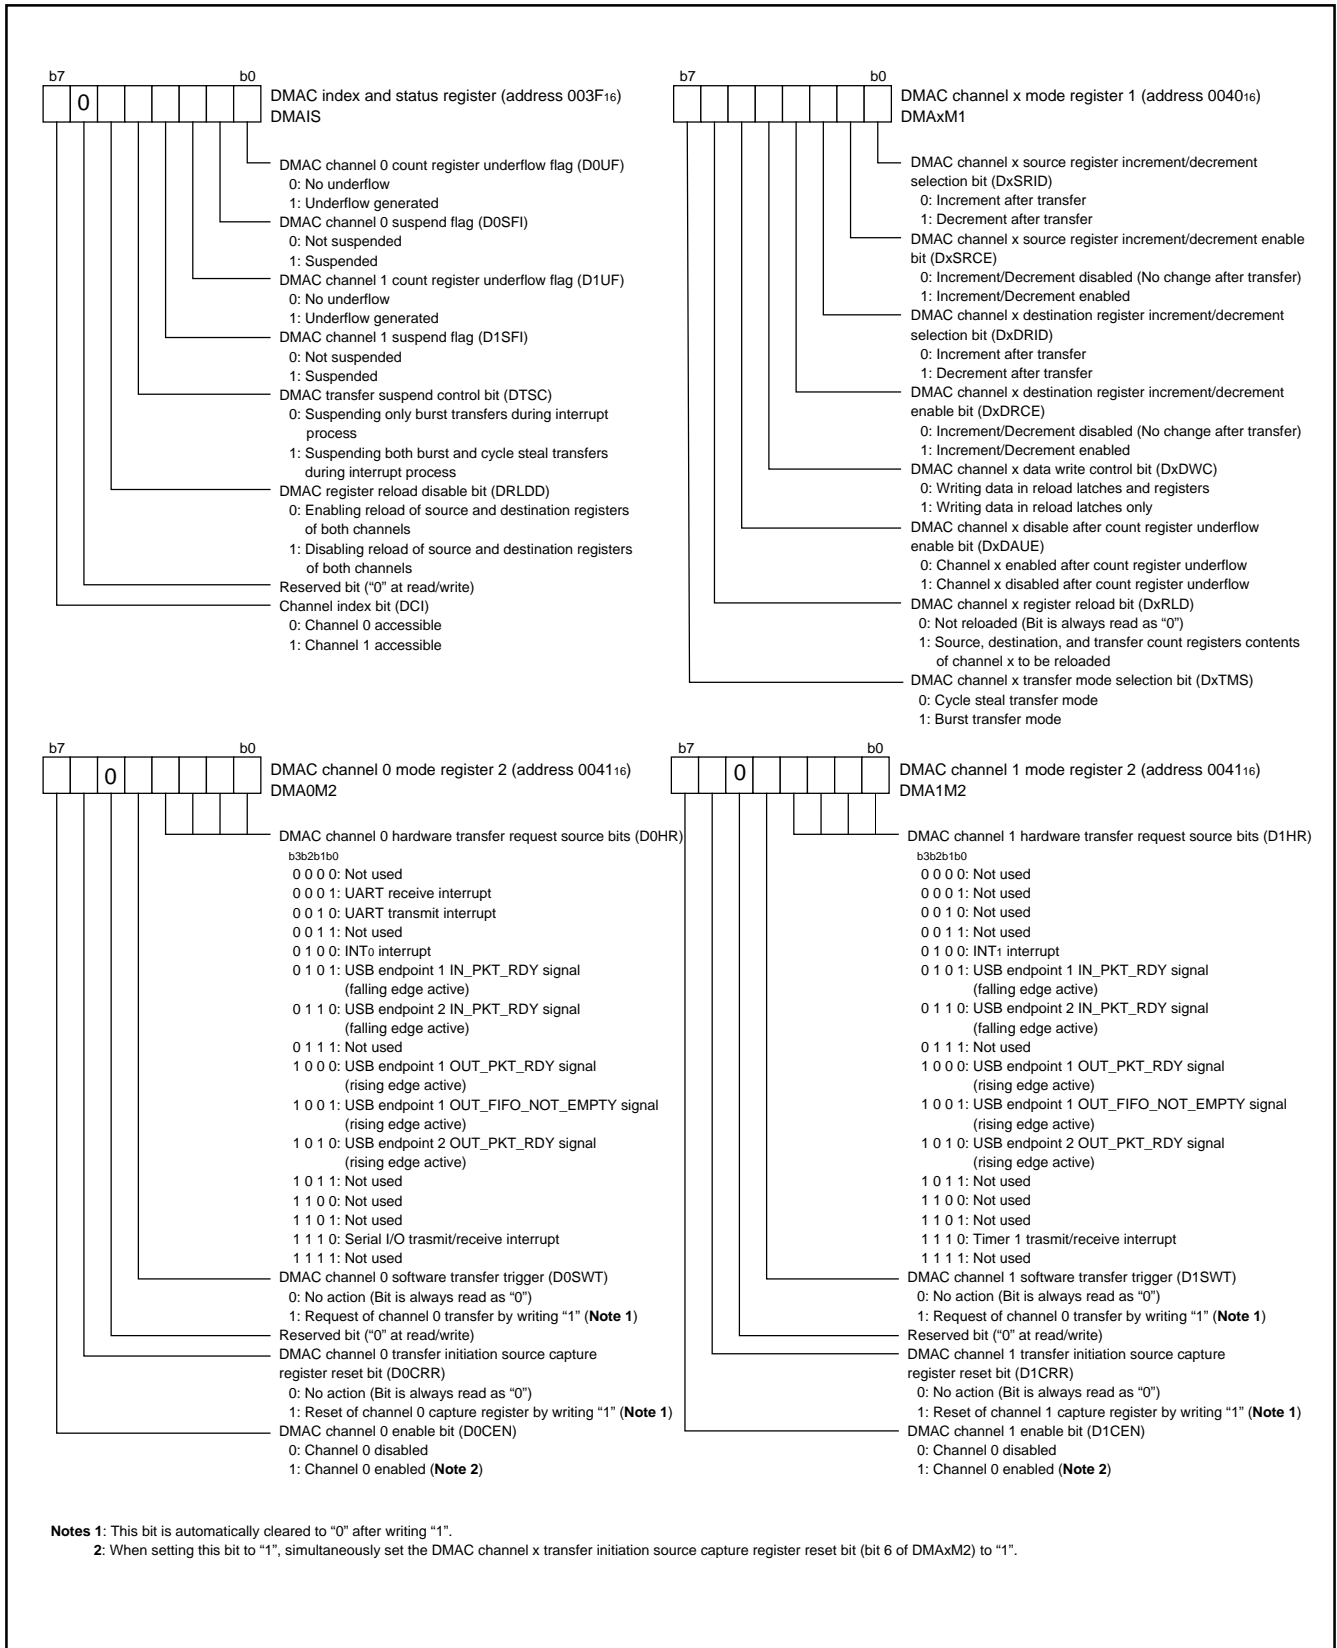 b7 b0
0
DMAC index and status register (address 003F16)
DMAIS
DMAC channel 0 count register underflow flag (D0UF)
0: No underflow
1: Underflow generated
DMAC channel 0 suspend flag (D0SFI)
0: Not suspended
1: Suspended
DMAC channel 1 count register underflow flag (D1UF)
0: No underflow
1: Underflow generated
DMAC channel 1 suspend flag (D1SFI)
0: Not suspended
1: Suspended
DMAC transfer suspend control bit (DTSC)
0: Suspending only burst transfers during interrupt
process
1: Suspending both burst and cycle steal transfers
during interrupt process
DMAC register reload disable bit (DRLDD)
0: Enabling reload of source and destination registers
of both channels
1: Disabling reload of source and destination registers
of both channels
Reserved bit (“0” at read/write)
Channel index bit (DCI)
0: Channel 0 accessible
1: Channel 1 accessible
b7 b0
DMAC channel x mode register 1 (address 004016)
DMAxM1
DMAC channel x source register increment/decrement
selection bit (DxSRID)
0: Increment after transfer
1: Decrement after transfer
DMAC channel x source register increment/decrement enable
bit (DxSRCE)
0: Increment/Decrement disabled (No change after transfer)
1: Increment/Decrement enabled
DMAC channel x destination register increment/decrement
selection bit (DxDRID)
0: Increment after transfer
1: Decrement after transfer
DMAC channel x destination register increment/decrement
enable bit (DxDRCE)
0: Increment/Decrement disabled (No change after transfer)
1: Increment/Decrement enabled
DMAC channel x data write control bit (DxDWC)
0: Writing data in reload latches and registers
1: Writing data in reload latches only
DMAC channel x disable after count register underflow
enable bit (DxDAUE)
0: Channel x enabled after count register underflow
1: Channel x disabled after count register underflow
DMAC channel x register reload bit (DxRLD)
0: Not reloaded (Bit is always read as “0”)
1: Source, destination, and transfer count registers contents
of channel x to be reloaded
DMAC channel x transfer mode selection bit (DxTMS)
0: Cycle steal transfer mode
1: Burst transfer mode
b7 b0
0
DMAC channel 0 mode register 2 (address 004116)
DMA0M2
DMAC channel 0 hardware transfer request source bits (D0HR)
b3b2b1b0
0 0 0 0: Not used
0 0 0 1: UART receive interrupt
0 0 1 0: UART transmit interrupt
0 0 1 1: Not used
0 1 0 0: INT0 interrupt
0 1 0 1: USB endpoint 1 IN_PKT_RDY signal
(falling edge active)
0 1 1 0: USB endpoint 2 IN_PKT_RDY signal
(falling edge active)
0 1 1 1: Not used
1 0 0 0: USB endpoint 1 OUT_PKT_RDY signal
(rising edge active)
1 0 0 1: USB endpoint 1 OUT_FIFO_NOT_EMPTY signal
(rising edge active)
1 0 1 0: USB endpoint 2 OUT_PKT_RDY signal
(rising edge active)
1 0 1 1: Not used
1 1 0 0: Not used
1 1 0 1: Not used
1 1 1 0: Serial I/O trasmit/receive interrupt
1 1 1 1: Not used
DMAC channel 0 software transfer trigger (D0SWT)
0: No action (Bit is always read as “0”)
1: Request of channel 0 transfer by writing “1” (Note 1)
Reserved bit (“0” at read/write)
DMAC channel 0 transfer initiation source capture
register reset bit (D0CRR)
0: No action (Bit is always read as “0”)
1: Reset of channel 0 capture register by writing “1” (Note 1)
DMAC channel 0 enable bit (D0CEN)
0: Channel 0 disabled
1: Channel 0 enabled (Note 2)
b7 b0
0
DMAC channel 1 mode register 2 (address 004116)
DMA1M2
DMAC channel 1 hardware transfer request source bits (D1HR)
b3b2b1b0
0 0 0 0: Not used
0 0 0 1: Not used
0 0 1 0: Not used
0 0 1 1: Not used
0 1 0 0: INT1 interrupt
0 1 0 1: USB endpoint 1 IN_PKT_RDY signal
(falling edge active)
0 1 1 0: USB endpoint 2 IN_PKT_RDY signal
(falling edge active)
0 1 1 1: Not used
1 0 0 0: USB endpoint 1 OUT_PKT_RDY signal
(rising edge active)
1 0 0 1: USB endpoint 1 OUT_FIFO_NOT_EMPTY signal
(rising edge active)
1 0 1 0: USB endpoint 2 OUT_PKT_RDY signal
(rising edge active)
1 0 1 1: Not used
1 1 0 0: Not used
1 1 0 1: Not used
1 1 1 0: Timer 1 trasmit/receive interrupt
1 1 1 1: Not used
DMAC channel 1 software transfer trigger (D1SWT)
0: No action (Bit is always read as “0”)
1: Request of channel 0 transfer by writing “1” (Note 1)
Reserved bit (“0” at read/write)
DMAC channel 1 transfer initiation source capture
register reset bit (D1CRR)
0: No action (Bit is always read as “0”)
1: Reset of channel 1 capture register by writing “1” (Note 1)
DMAC channel 1 enable bit (D1CEN)
0: Channel 0 disabled
1: Channel 0 enabled (Note 2)
Notes 1: This bit is automatically cleared to “0” after writing “1”.
2: When setting this bit to “1”, simultaneously set the DMAC channel x transfer initiation source capture register reset bit (bit 6 of DMAxM2) to “1”.